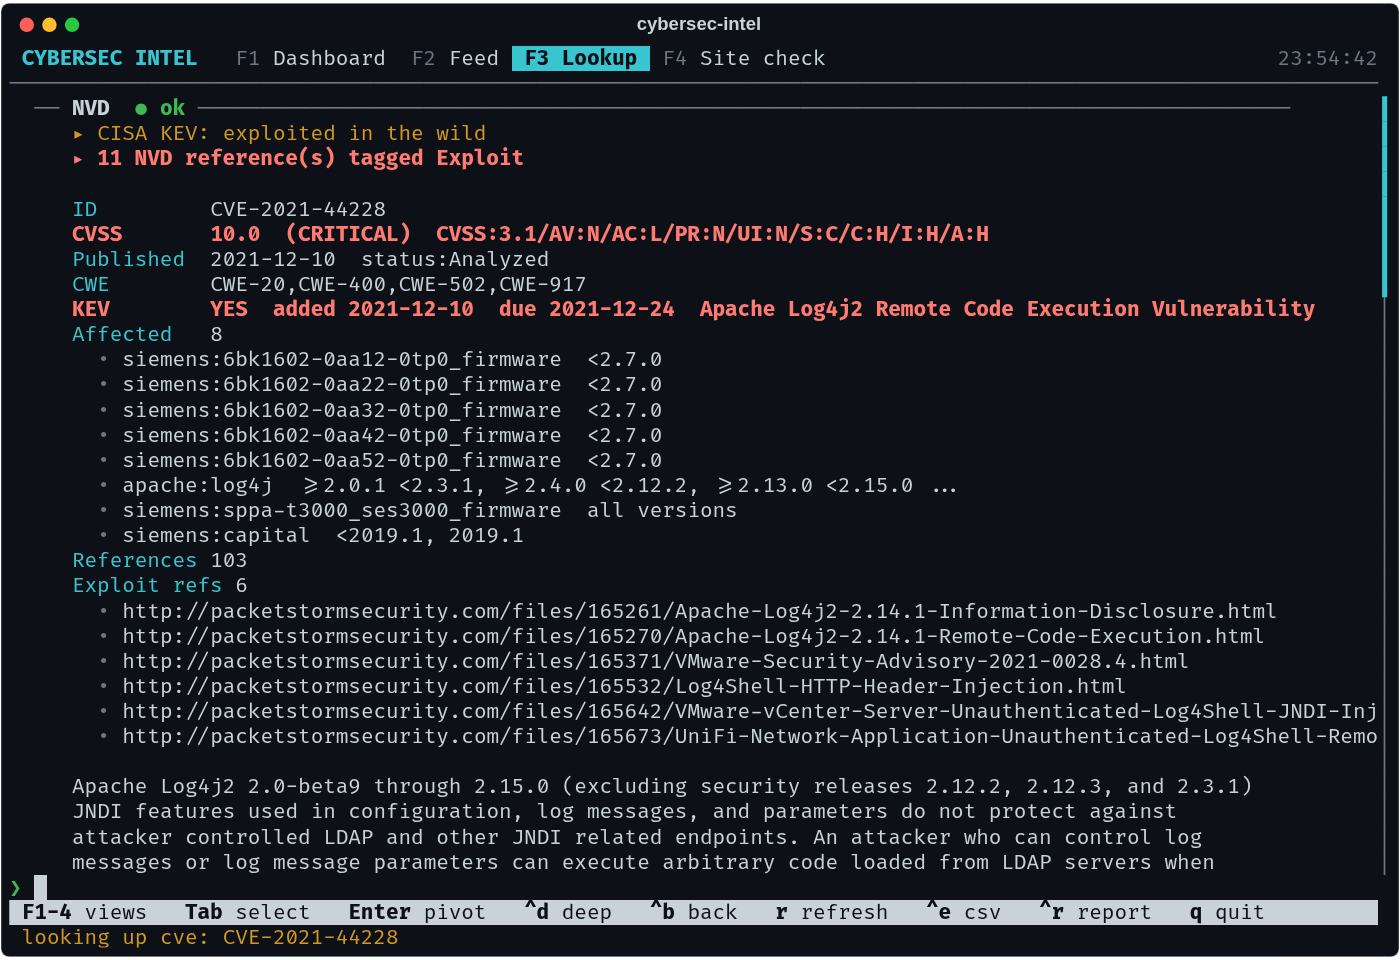 cybersec-intel
CYBERSEC INTEL F1 Dashboard F2 Feed F3 Lookup F4 Site check 23:54:42
NVD ● ok
▸ CISA KEV: exploited in the wild
▸ 11 NVD reference(s) tagged Exploit
ID CVE-2021-44228
CVSS 10.0 (CRITICAL) CVSS:3.1/AV:N/AC:L/PR:N/UI:N/S:C/C:H/I:H/A:H
Published 2021-12-10 status:Analyzed
CWE CWE-20,CWE-400,CWE-502,CWE-917
KEV YES added 2021-12-10 due 2021-12-24 Apache Log4j2 Remote Code Execution Vulnerability
Affected 8
• siemens:6bk1602-0aa12-0tp0_firmware <2.7.0
• siemens:6bk1602-0aa22-0tp0_firmware <2.7.0
• siemens:6bk1602-0aa32-0tp0_firmware <2.7.0
• siemens:6bk1602-0aa42-0tp0_firmware <2.7.0
• siemens:6bk1602-0aa52-0tp0_firmware <2.7.0
• apache:log4j >=2.0.1 <2.3.1, >=2.4.0 <2.12.2, >=2.13.0 <2.15.0 ...
• siemens:sppa-t3000_ses3000_firmware all versions
• siemens:capital <2019.1, 2019.1
References 103
Exploit refs 6
• http://packetstormsecurity.com/files/165261/Apache-Log4j2-2.14.1-Information-Disclosure.html
• http://packetstormsecurity.com/files/165270/Apache-Log4j2-2.14.1-Remote-Code-Execution.html
• http://packetstormsecurity.com/files/165371/VMware-Security-Advisory-2021-0028.4.html
• http://packetstormsecurity.com/files/165532/Log4Shell-HTTP-Header-Injection.html
• http://packetstormsecurity.com/files/165642/VMware-vCenter-Server-Unauthenticated-Log4Shell-JNDI-Inj
• http://packetstormsecurity.com/files/165673/UniFi-Network-Application-Unauthenticated-Log4Shell-Remo
Apache Log4j2 2.0-beta9 through 2.15.0 (excluding security releases 2.12.2, 2.12.3, and 2.3.1)
JNDI features used in configuration, log messages, and parameters do not protect against
attacker controlled LDAP and other JNDI related endpoints. An attacker who can control log
messages or log message parameters can execute arbitrary code loaded from LDAP servers when
❯
F1-4 views Tab select Enter pivot ^d deep ^b back r refresh ^e csv ^r report q quit
looking up cve: CVE-2021-44228